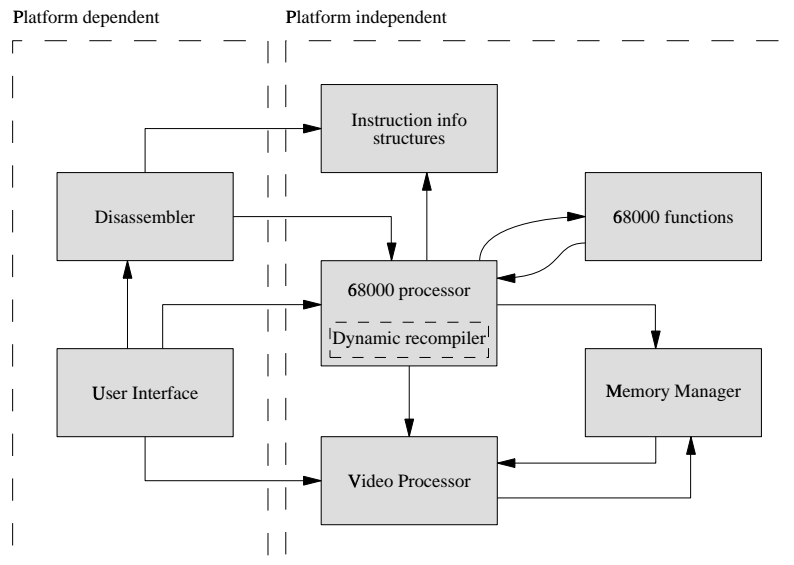 Platform dependent
Platform independent
Instruction info
structures
Disassembler
68000 functions
68000 processor
Dynamic recompiler
User Interface
Memory Manager
Video Processor